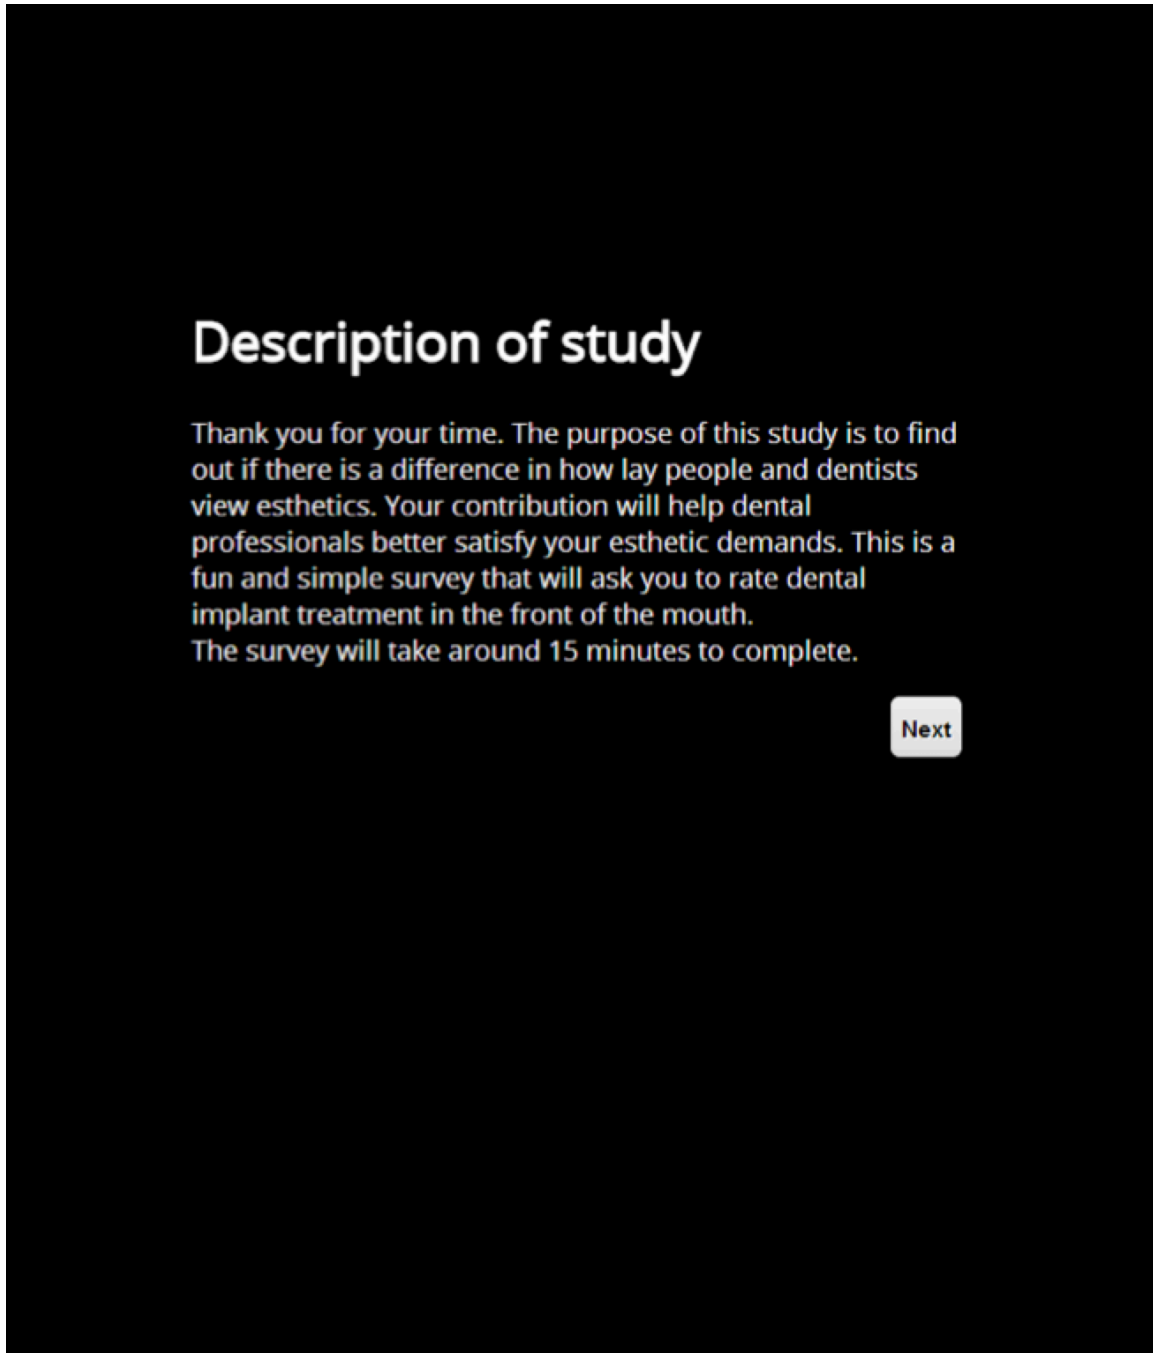 Description of study
Thank you for your time. The purpose of this study is to find
out if there is a difference in how lay people and dentists
view esthetics. Your contribution will help dental
professionals better satisfy your esthetic demands. This is a
fun and simple survey that will ask you to rate dental
implant treatment in the front of the mouth.
The survey will take around 15 minutes to complete.
Next